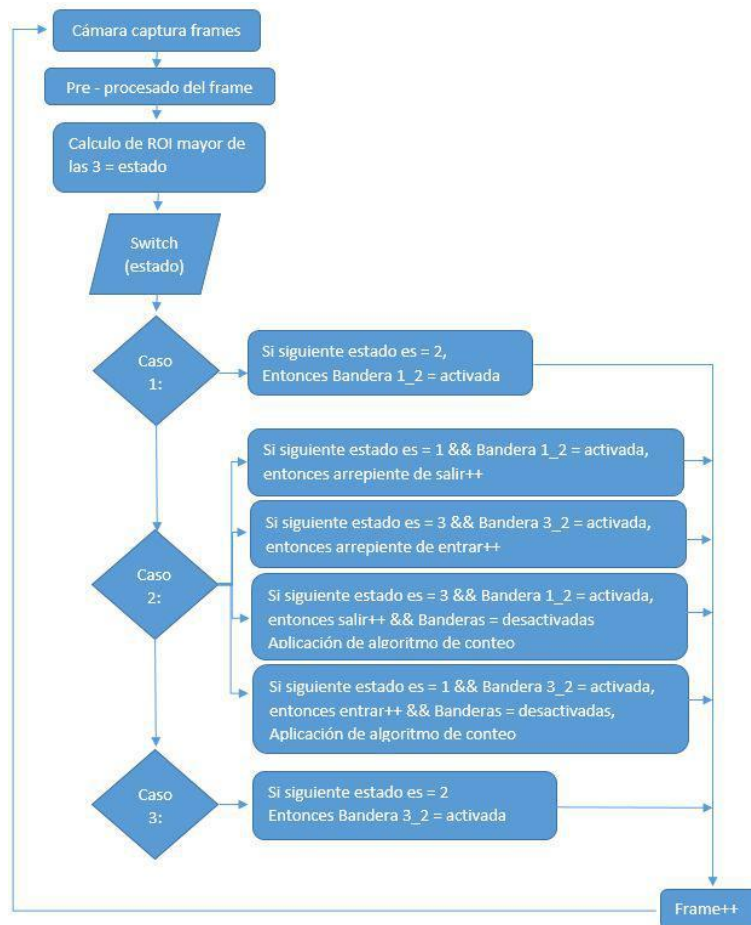 Cámara captura frames
Pre - procesado del frame
Calculo de ROI mayor de
las 3 = estado
Switch
(estado)
Caso
1:
Si siguiente estado es = 2,
Entonces Bandera 1_2 = activada
Si siguiente estado es = 1 && Bandera 1_2 = activada,
entonces arrepiente de salir++
Si siguiente estado es = 3 && Bandera 3_2 = activada,
entonces arrepiente de entrar++
Caso
2:
Si siguiente estado es = 3 && Bandera 1_2 = activada,
entonces salir++ && Banderas = desactivadas
Aplicación de algoritmo de conteo
Si siguiente estado es = 1 && Bandera 3_2 = activada,
entonces entrar++ && Banderas = desactivadas,
Aplicación de algoritmo de conteo
Caso
3:
Si siguiente estado es = 2
Entonces Bandera 3_2 = activada
Frame++